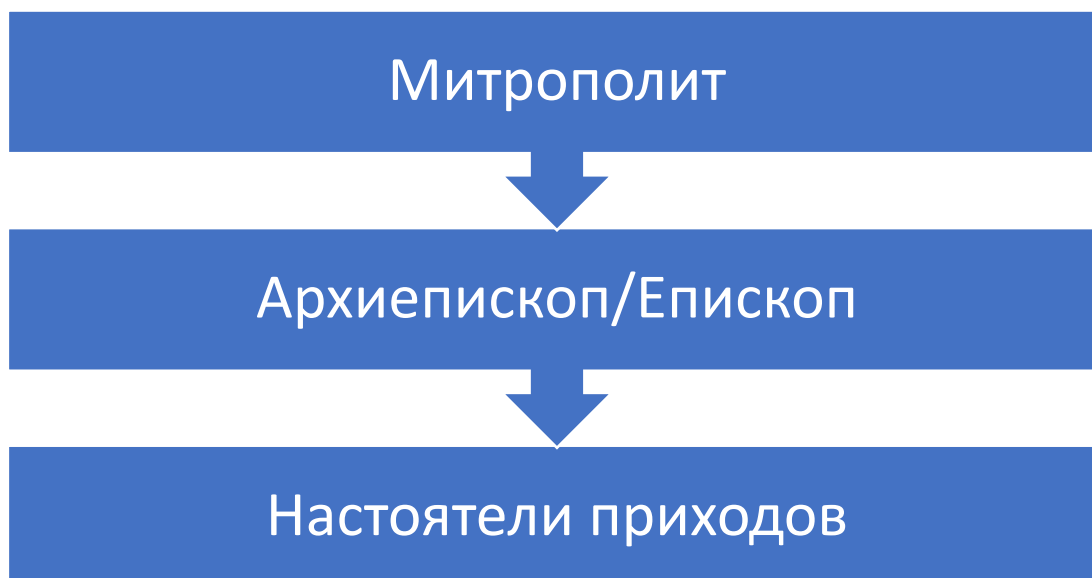 Митрополит
Архиепископ/Епископ
Настоятели приходов